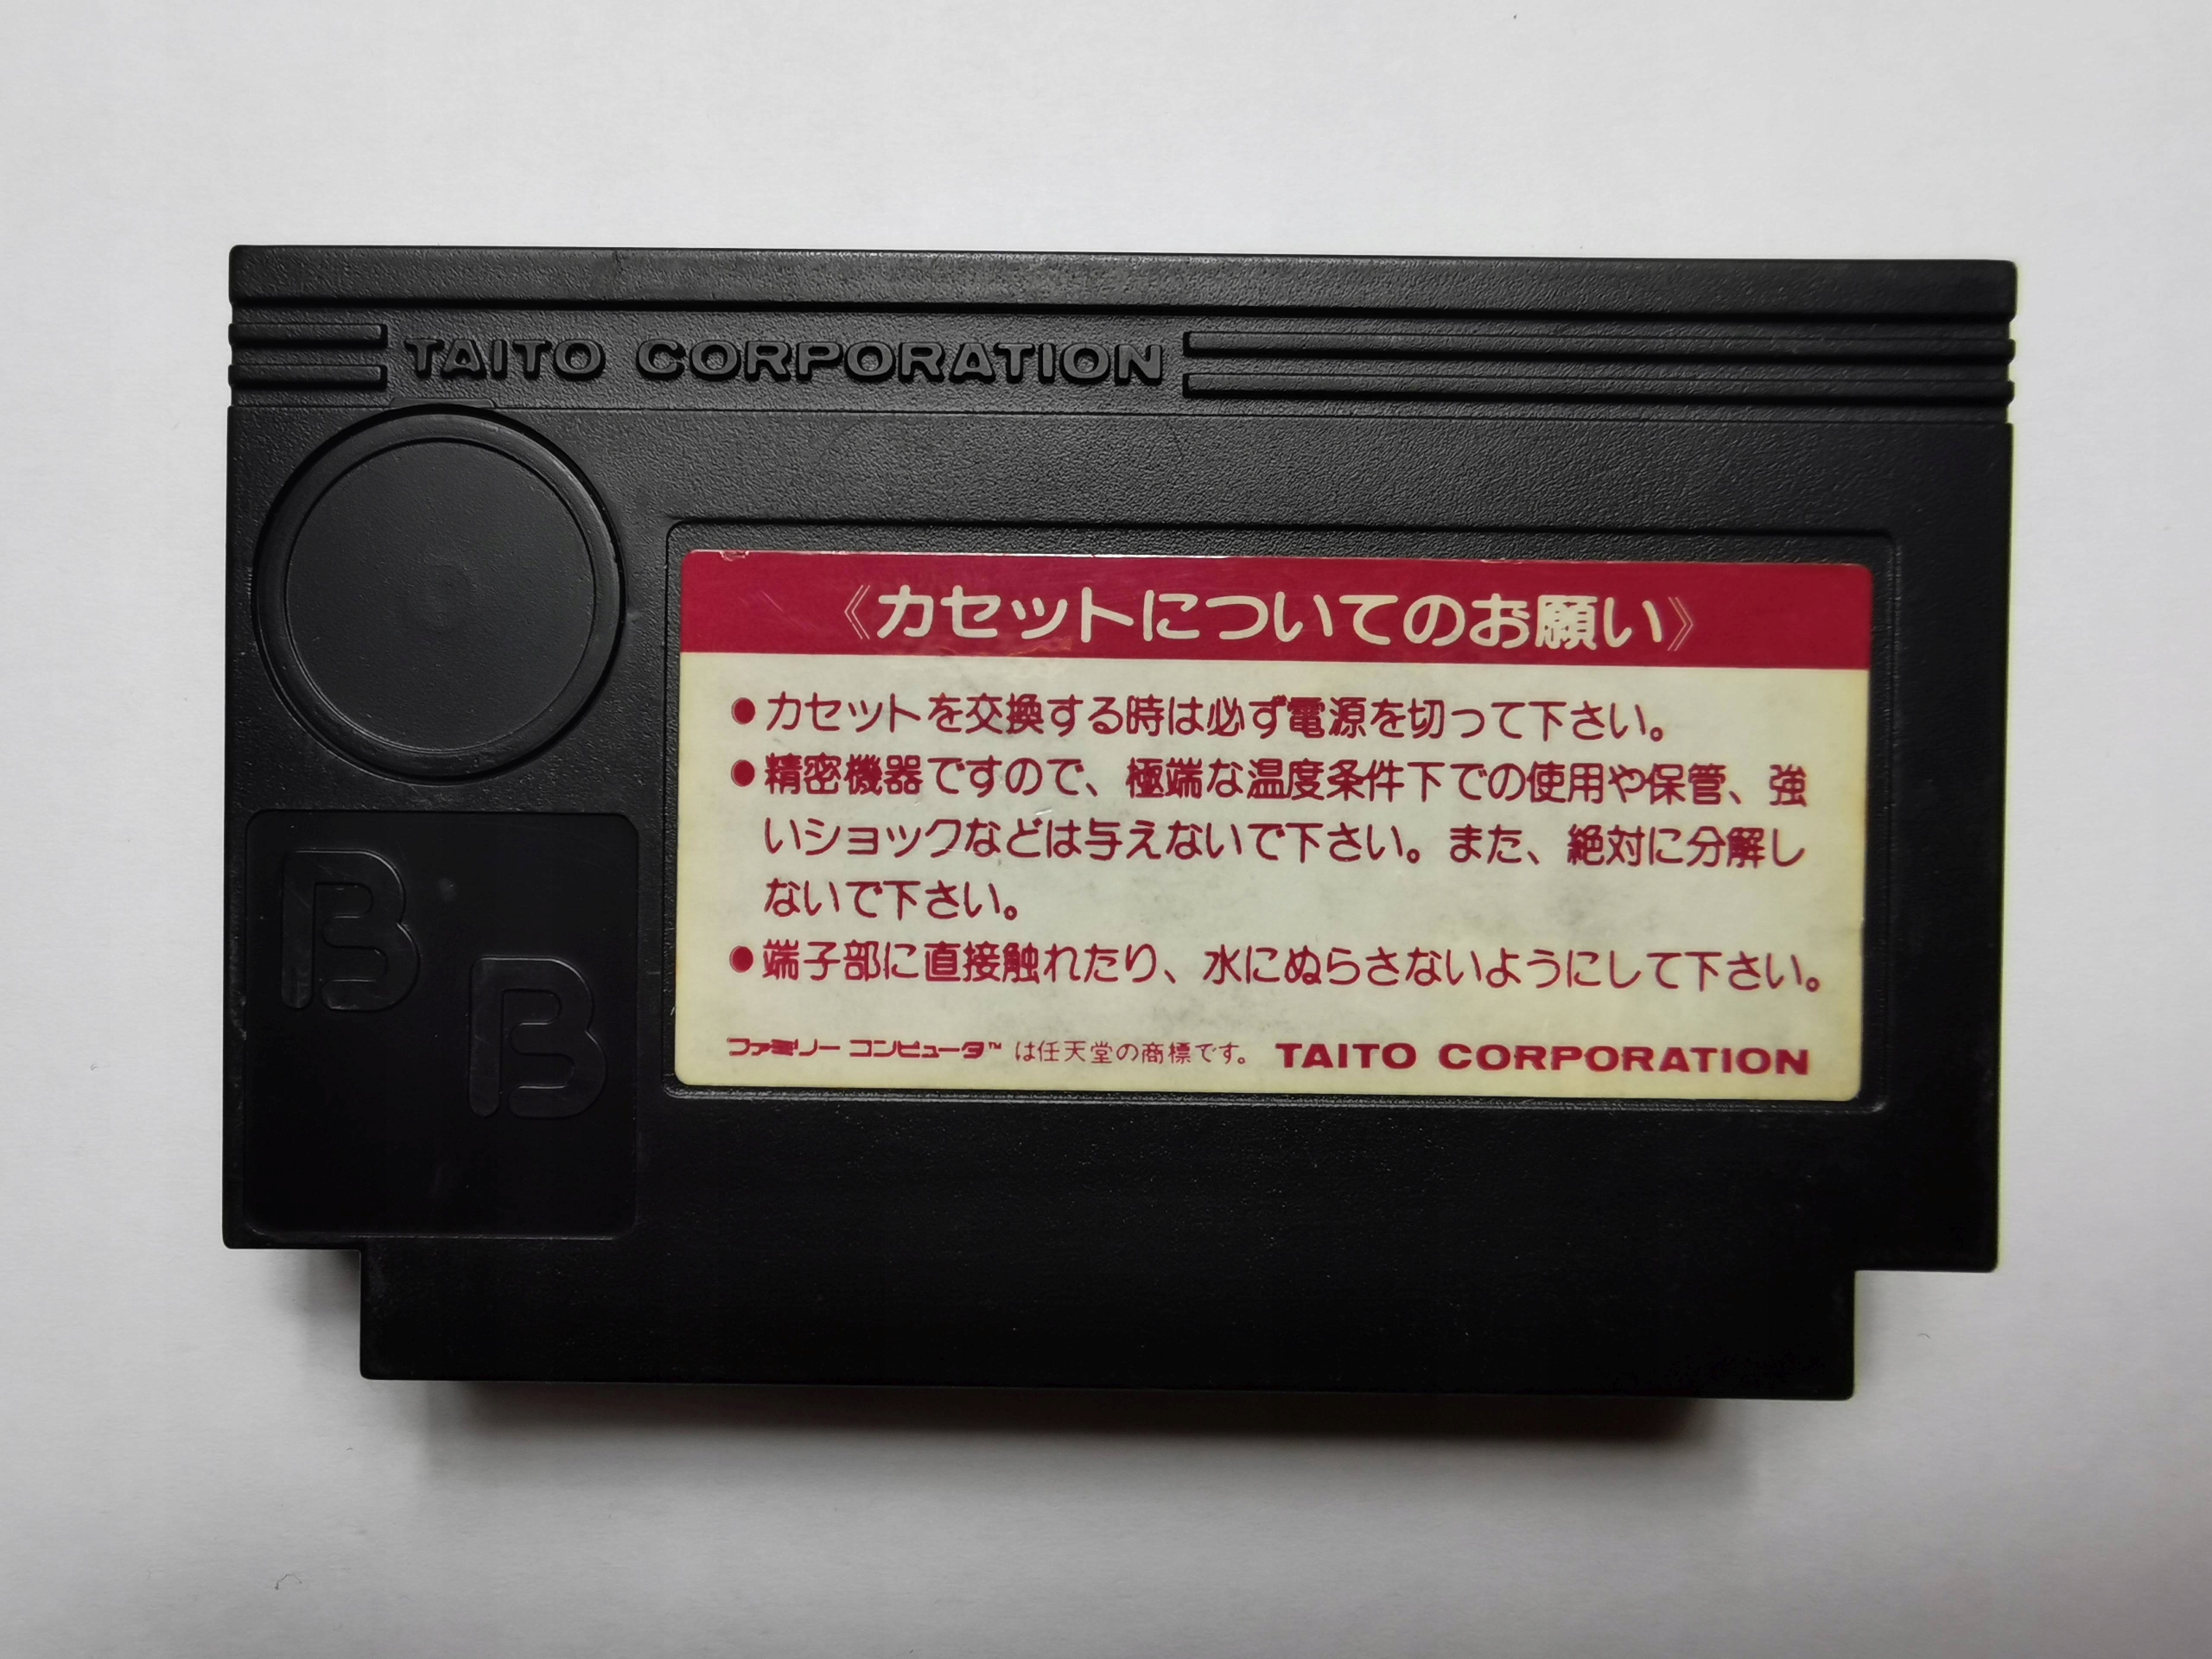 TAITO CORPORATION
《カセットについてのお願い》
●カセットを交換する時は必ず電源を切って下さい。
●精密機器ですので、極端な温度条件下での使用や保管、強
いショックなどは与えないで下さい。また、絶対に分解し
ないで下さい。
●端子部に直接触れたり、水にぬらさないようにして下さい。
ファミリーコンピュータ™は任天堂の商標です。 TAITO CORPORATION
B
B